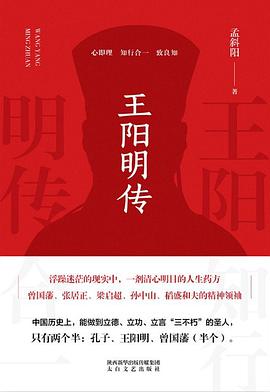 心即理 知行合一 致良知
WANG YANG
MINGZHUAN
孟斜阳
著
王阳明传
王阳明传
知行合一
浮躁迷茫的现实中，一剂清心明目的人生药方
曾国藩、张居正、梁启超、孙中山、稻盛和夫的精神领袖
中国历史上，能做到立德、立功、立言“三不朽”的圣人，
只有两个半：孔子、王阳明、曾国藩（半个）。
陕西新华出版传媒集团
太白文艺出版社